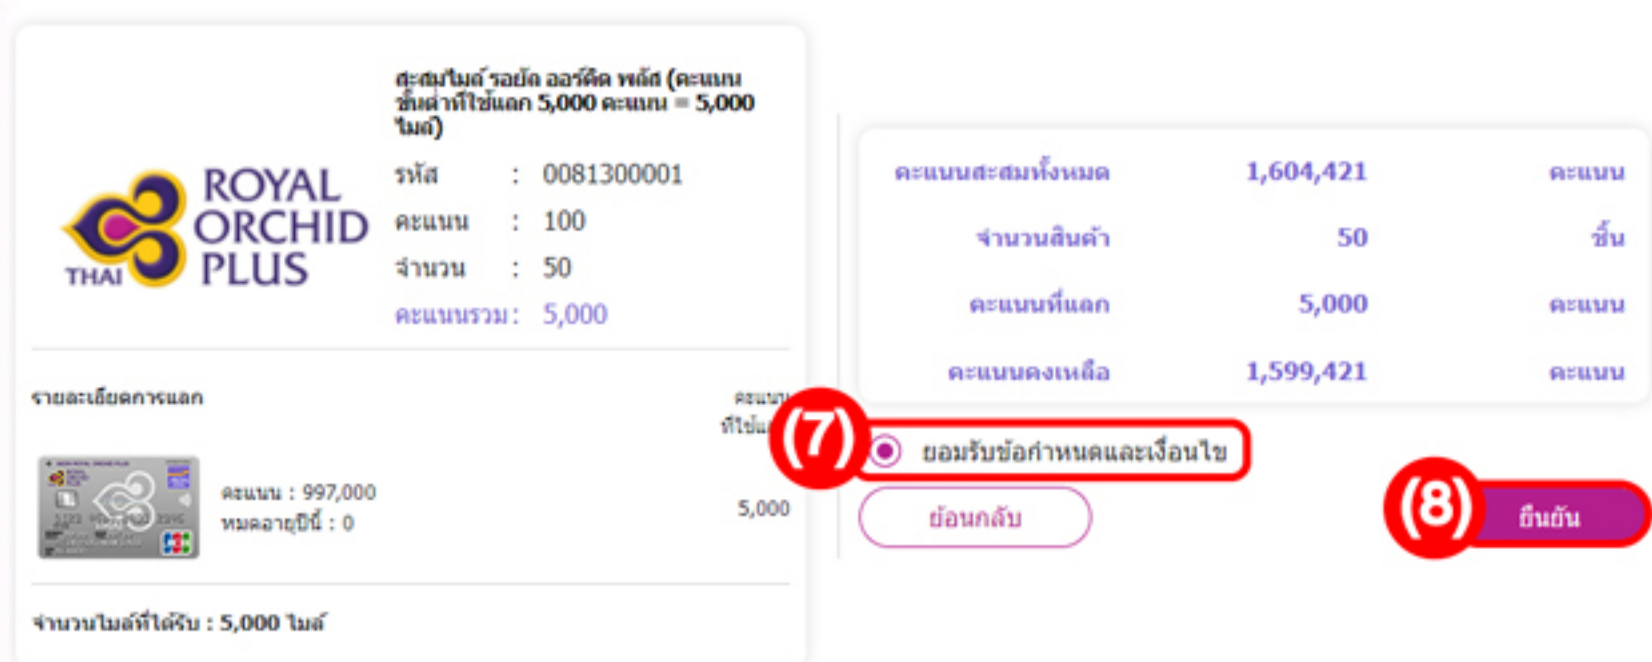 สะสมไมล์ รอยัล ออร์คิด พลัส (คะแนน
ขั้นต่ำที่ใช้แลก 5,000 คะแนน = 5,000
ไมล์)
ROYAL
ORCHID
PLUS
THAI
รหัส : 0081300001
คะแนน : 100
จำนวน : 50
คะแนนรวม : 5,000
รายละเอียดการแลก
คะแนน
ที่ใช้แลก
คะแนน : 997,000
หมดอายุปีนี้ : 0
5,000
จำนวนไมล์ที่ได้รับ : 5,000 ไมล์
คะแนนสะสมทั้งหมด 1,604,421 คะแนน
จำนวนสินค้า 50 ชิ้น
คะแนนที่แลก 5,000 คะแนน
คะแนนคงเหลือ 1,599,421 คะแนน
(7) ยอมรับข้อกำหนดและเงื่อนไข
ย้อนกลับ
(8) ยืนยัน